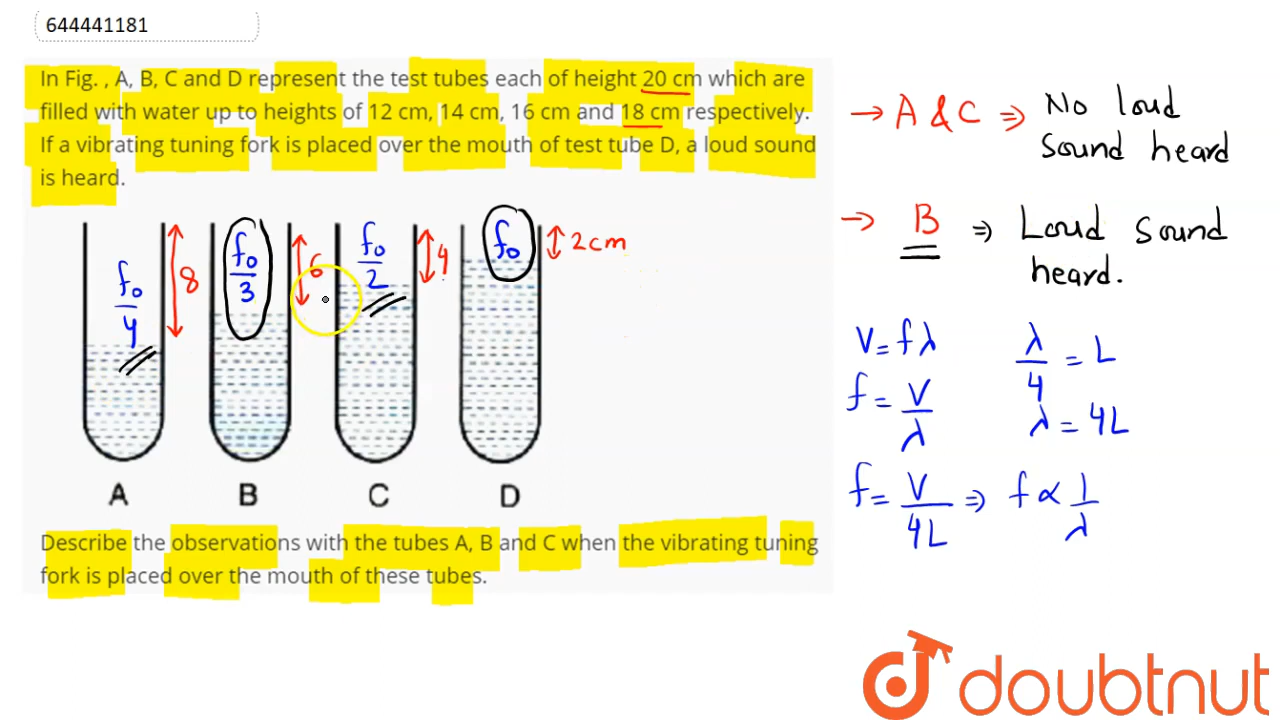 644441181
In Fig. , A, B, C and D represent the test tubes each of height 20 cm which are
filled with water up to heights of 12 cm, 14 cm, 16 cm and 18 cm respectively.
If a vibrating tuning fork is placed over the mouth of test tube D, a loud sound
is heard.
f₀/4
8
f₀/3
6
f₀/2
4
f₀
2cm
A
B
C
D
Describe the observations with the tubes A, B and C when the vibrating tuning
fork is placed over the mouth of these tubes.
→ A & C ⇒ No loud
sound heard
→ B ⇒ Loud sound
heard.
v = fλ
f = v/λ
f = v/4L ⇒ f ∝ 1/λ
λ/4 = L
λ = 4L
doubtnut